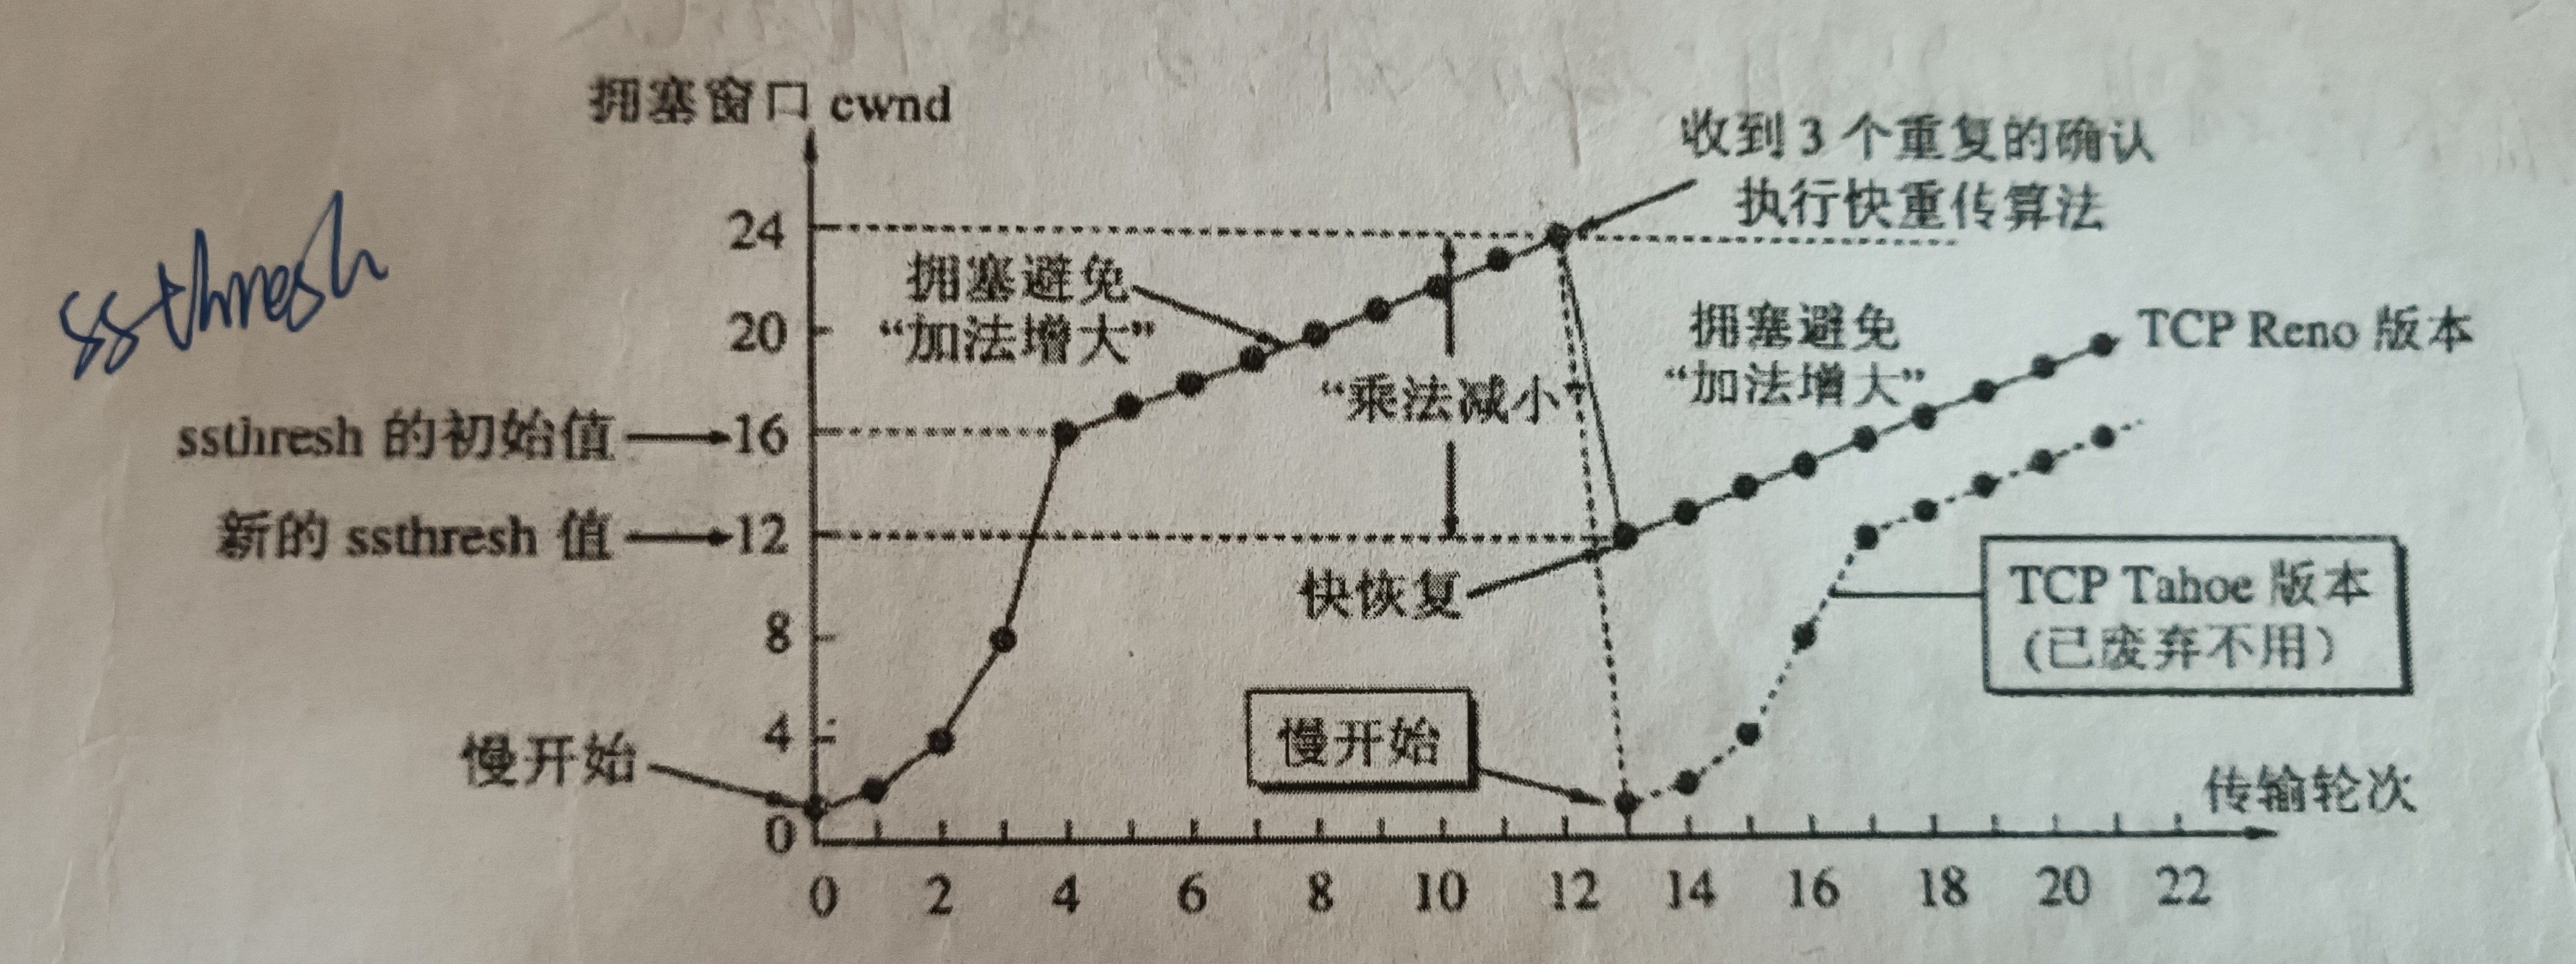 拥塞窗口 cwnd
ssthresh
24
20
ssthresh 的初始值
16
新的 ssthresh 值
12
8
4
0
慢开始
拥塞避免
“加法增大”
“乘法减小”
收到 3 个重复的确认
执行快重传算法
拥塞避免
“加法增大”
TCP Reno 版本
快恢复
TCP Tahoe 版本
(已废弃不用)
慢开始
传输轮次
0 2 4 6 8 10 12 14 16 18 20 22